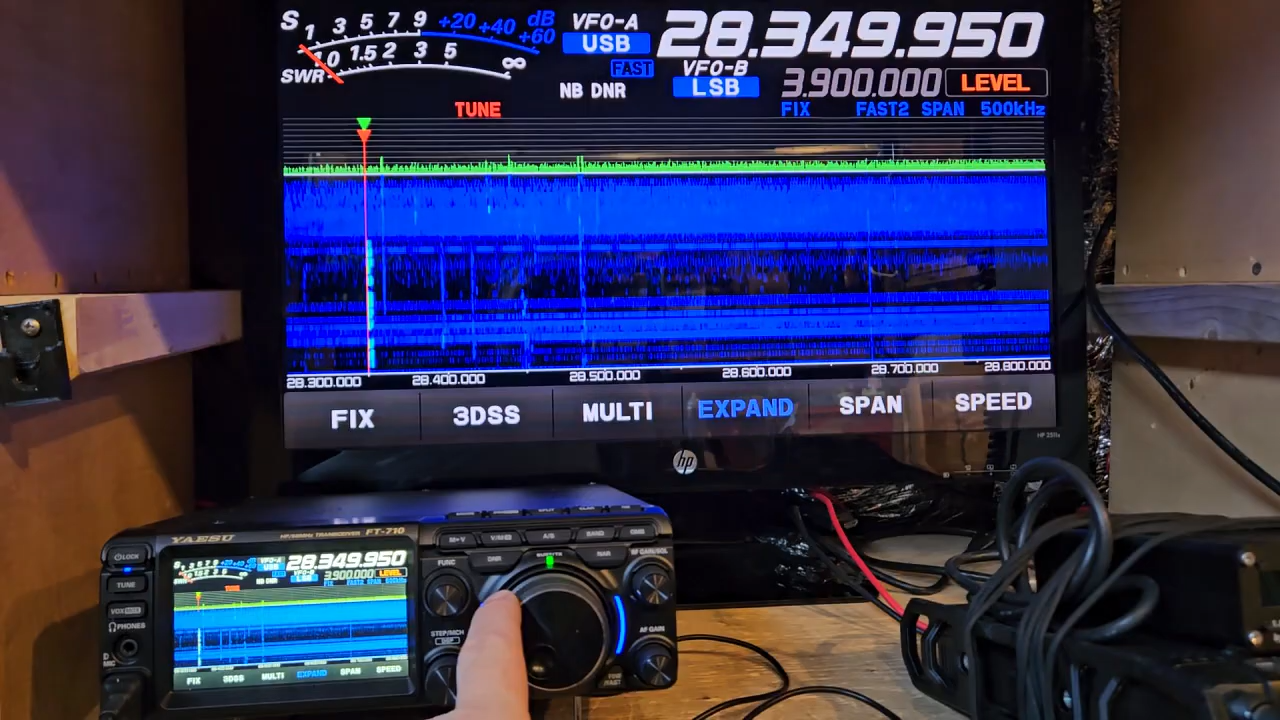 S 1 3 5 7 9 +20 +40 +60 dB
1.0 1.5 2 3 5 ∞
SWR
VFO-A
USB
28.349.950
FAST
VFO-B
NB DNR
LSB
3.900.000
LEVEL
TUNE
FIX FAST2 SPAN 500kHz
28.300.000 28.400.000 28.500.000 28.600.000 28.700.000 28.800.000
FIX 3DSS MULTI EXPAND SPAN SPEED
hp
YAESU
HF/50MHz TRANSCEIVER FT-710
LOCK
TUNE
PHONES
MIC
VFO-A
28.349.950
3.900.000
LEVEL
NB DNR
FIX 3DSS MULTI EXPAND SPAN SPEED
V/M
A/B
BAND
FUNC
DNR
NAR
RF GAIN/SQL
STEP/MCH
AF GAIN
FINE
/FAST